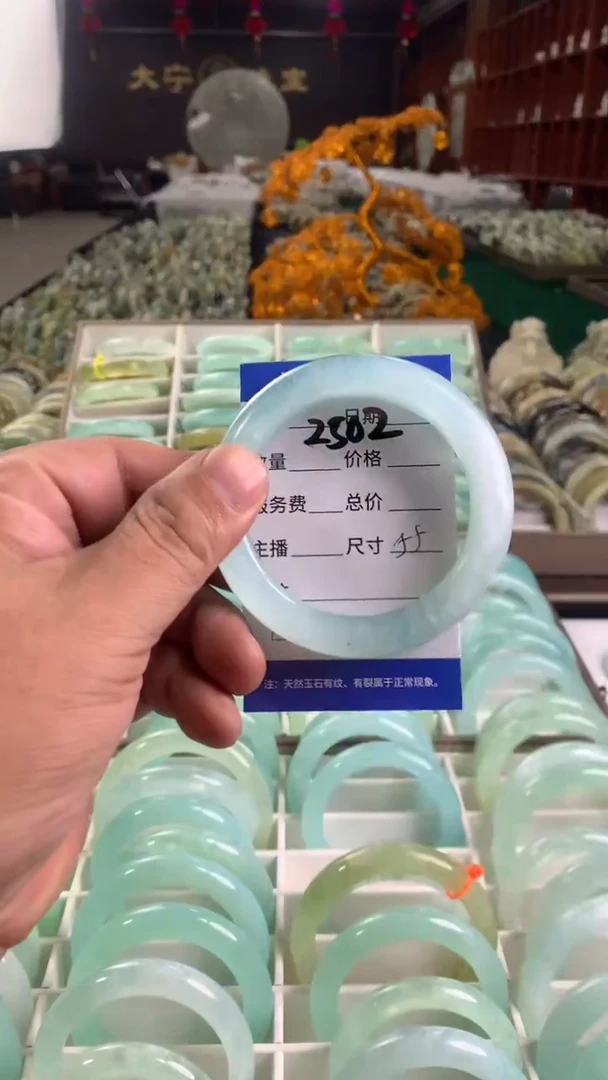 大宁
日期
2502
量 价格
服务费 总价
主播 尺寸 55
注：天然玉石有纹、有裂属于正常现象。